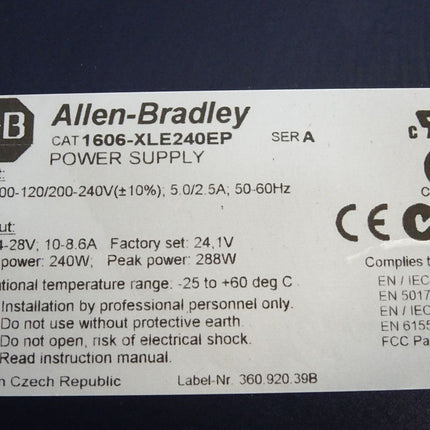 B Allen-Bradley
CAT 1606-XLE240EP SER A
POWER SUPPLY
00-120/200-240V(±10%); 5.0/2.5A; 50-60Hz
ut:
4-28V; 10-8.6A Factory set: 24,1V
power: 240W; Peak power: 288W
ational temperature range: -25 to +60 deg C
Installation by professional personnel only.
Do not use without protective earth.
Do not open, risk of electrical shock.
Read instruction manual.
n Czech Republic Label-Nr. 360.920.39B
c
C
CE
Complies t
EN / IEC
EN 5017
EN / IEC
EN 6155
FCC Pa